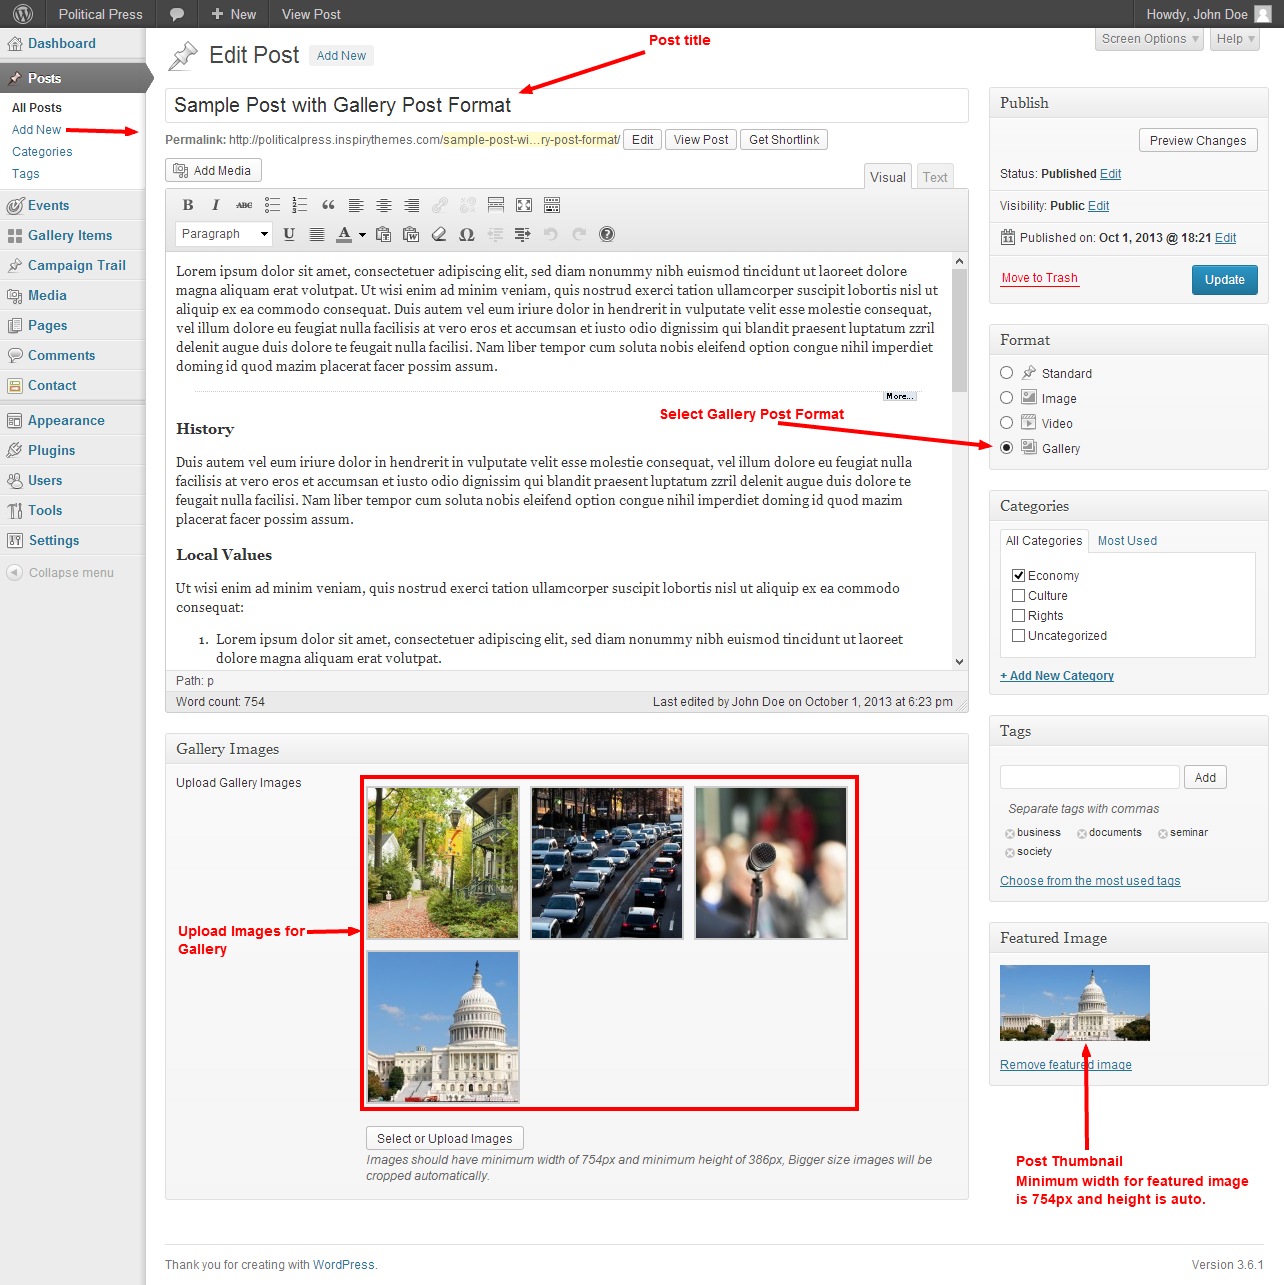 Political Press
New
View Post
Howdy, John Doe
Dashboard
Posts
All Posts
Add New
Categories
Tags
Events
Gallery Items
Campaign Trail
Media
Pages
Comments
Contact
Appearance
Plugins
Users
Tools
Settings
Collapse menu
Screen Options
Help
Edit Post
Add New
Post title
Sample Post with Gallery Post Format
Permalink: http://politicalpress.inspirythemes.com/sample-post-wi...ry-post-format/ Edit View Post Get Shortlink
Add Media
Visual
Text
B I ABC
Paragraph U A Ω
Lorem ipsum dolor sit amet, consectetuer adipiscing elit, sed diam nonummy nibh euismod tincidunt ut laoreet dolore
magna aliquam erat volutpat. Ut wisi enim ad minim veniam, quis nostrud exerci tation ullamcorper suscipit lobortis nisl ut
aliquip ex ea commodo consequat. Duis autem vel eum iriure dolor in hendrerit in vulputate velit esse molestie consequat,
vel illum dolore eu feugiat nulla facilisis at vero eros et accumsan et iusto odio dignissim qui blandit praesent luptatum zzril
delenit augue duis dolore te feugait nulla facilisi. Nam liber tempor cum soluta nobis eleifend option congue nihil imperdiet
doming id quod mazim placerat facer possim assum.
More...
Select Gallery Post Format
History
Duis autem vel eum iriure dolor in hendrerit in vulputate velit esse molestie consequat, vel illum dolore eu feugiat nulla
facilisis at vero eros et accumsan et iusto odio dignissim qui blandit praesent luptatum zzril delenit augue duis dolore te
feugait nulla facilisi. Nam liber tempor cum soluta nobis eleifend option congue nihil imperdiet doming id quod mazim
placerat facer possim assum.
Local Values
Ut wisi enim ad minim veniam, quis nostrud exerci tation ullamcorper suscipit lobortis nisl ut aliquip ex ea commodo
consequat:
1. Lorem ipsum dolor sit amet, consectetuer adipiscing elit, sed diam nonummy nibh euismod tincidunt ut laoreet
dolore magna aliquam erat volutpat.
Path: p
Word count: 754
Last edited by John Doe on October 1, 2013 at 6:23 pm
Gallery Images
Upload Gallery Images
Upload Images for
Gallery
Select or Upload Images
Images should have minimum width of 754px and minimum height of 386px, Bigger size images will be
cropped automatically.
Publish
Preview Changes
Status: Published Edit
Visibility: Public Edit
Published on: Oct 1, 2013 @ 18:21 Edit
Move to Trash
Update
Format
Standard
Image
Video
Gallery
Categories
All Categories
Most Used
Economy
Culture
Rights
Uncategorized
+ Add New Category
Tags
Add
Separate tags with commas
business documents seminar
society
Choose from the most used tags
Featured Image
Remove featured image
Post Thumbnail
Minimum width for featured image
is 754px and height is auto.
Thank you for creating with WordPress.
Version 3.6.1